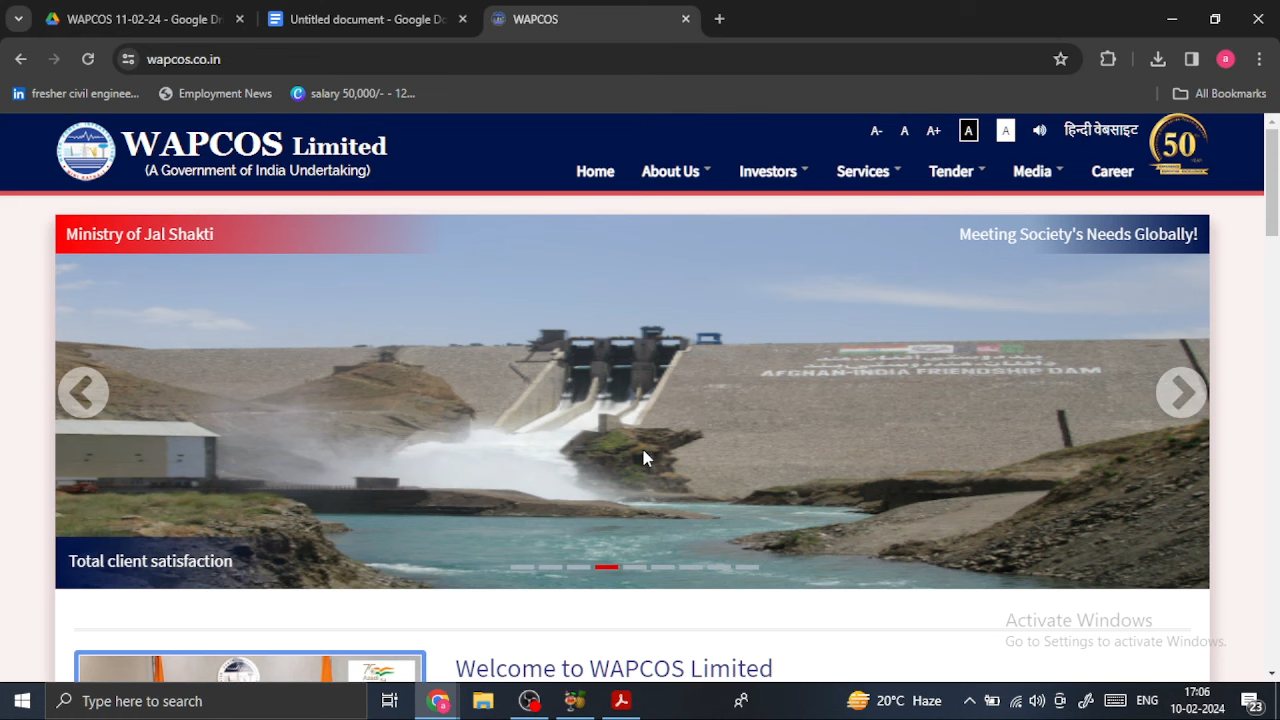 WAPCOS 11-02-24 - Google Dr
Untitled document - Google Do
WAPCOS
wapcos.co.in
fresher civil enginee...
Employment News
salary 50,000/- - 12...
All Bookmarks
WAPCOS Limited
(A Government of India Undertaking)
A- A A+ A A हिन्दी वेबसाइट
50
Home About Us Investors Services Tender Media Career
Ministry of Jal Shakti
Meeting Society's Needs Globally!
AFGHAN-INDIA FRIENDSHIP DAM
Total client satisfaction
Activate Windows
Go to Settings to activate Windows.
Welcome to WAPCOS Limited
Type here to search
20°C Haze
ENG
17:06
10-02-2024
23